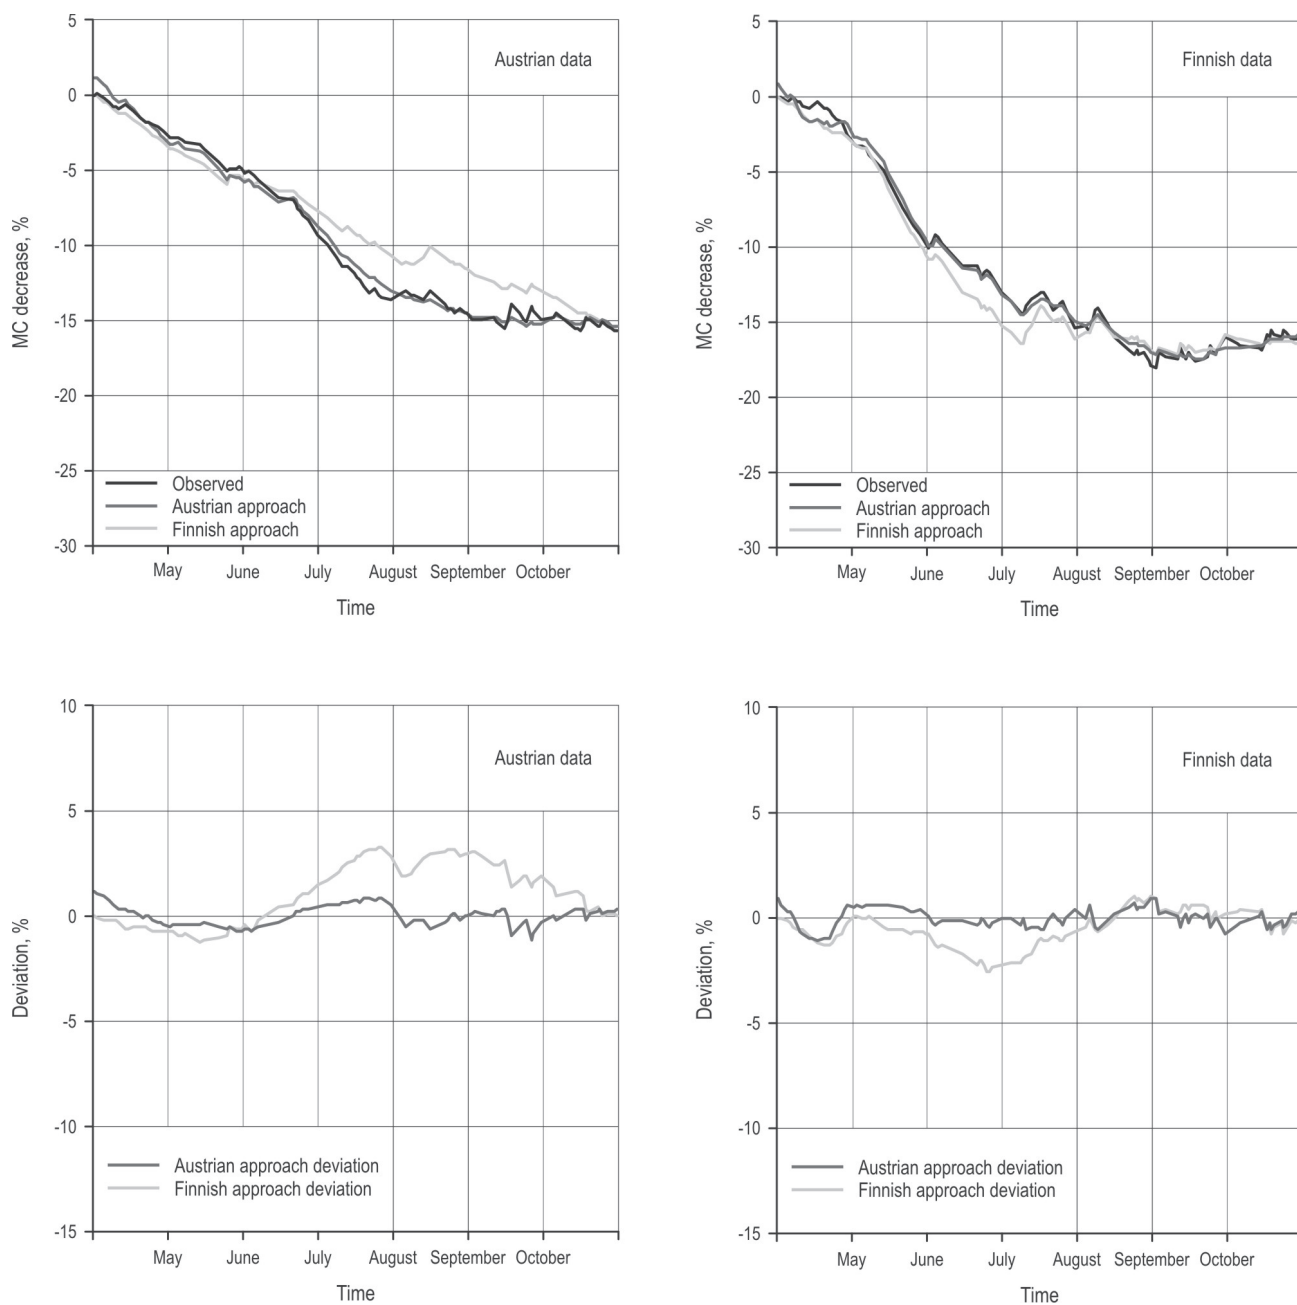 5
0
-5
-10
-15
-20
-25
-30
MC decrease, %
Austrian data
Observed
Austrian approach
Finnish approach
May June July August September October
Time
5
0
-5
-10
-15
-20
-25
-30
MC decrease, %
Finnish data
Observed
Austrian approach
Finnish approach
May June July August September October
Time
10
5
0
-5
-10
-15
Deviation, %
Austrian data
Austrian approach deviation
Finnish approach deviation
May June July August September October
Time
10
5
0
-5
-10
-15
Deviation, %
Finnish data
Austrian approach deviation
Finnish approach deviation
May June July August September October
Time